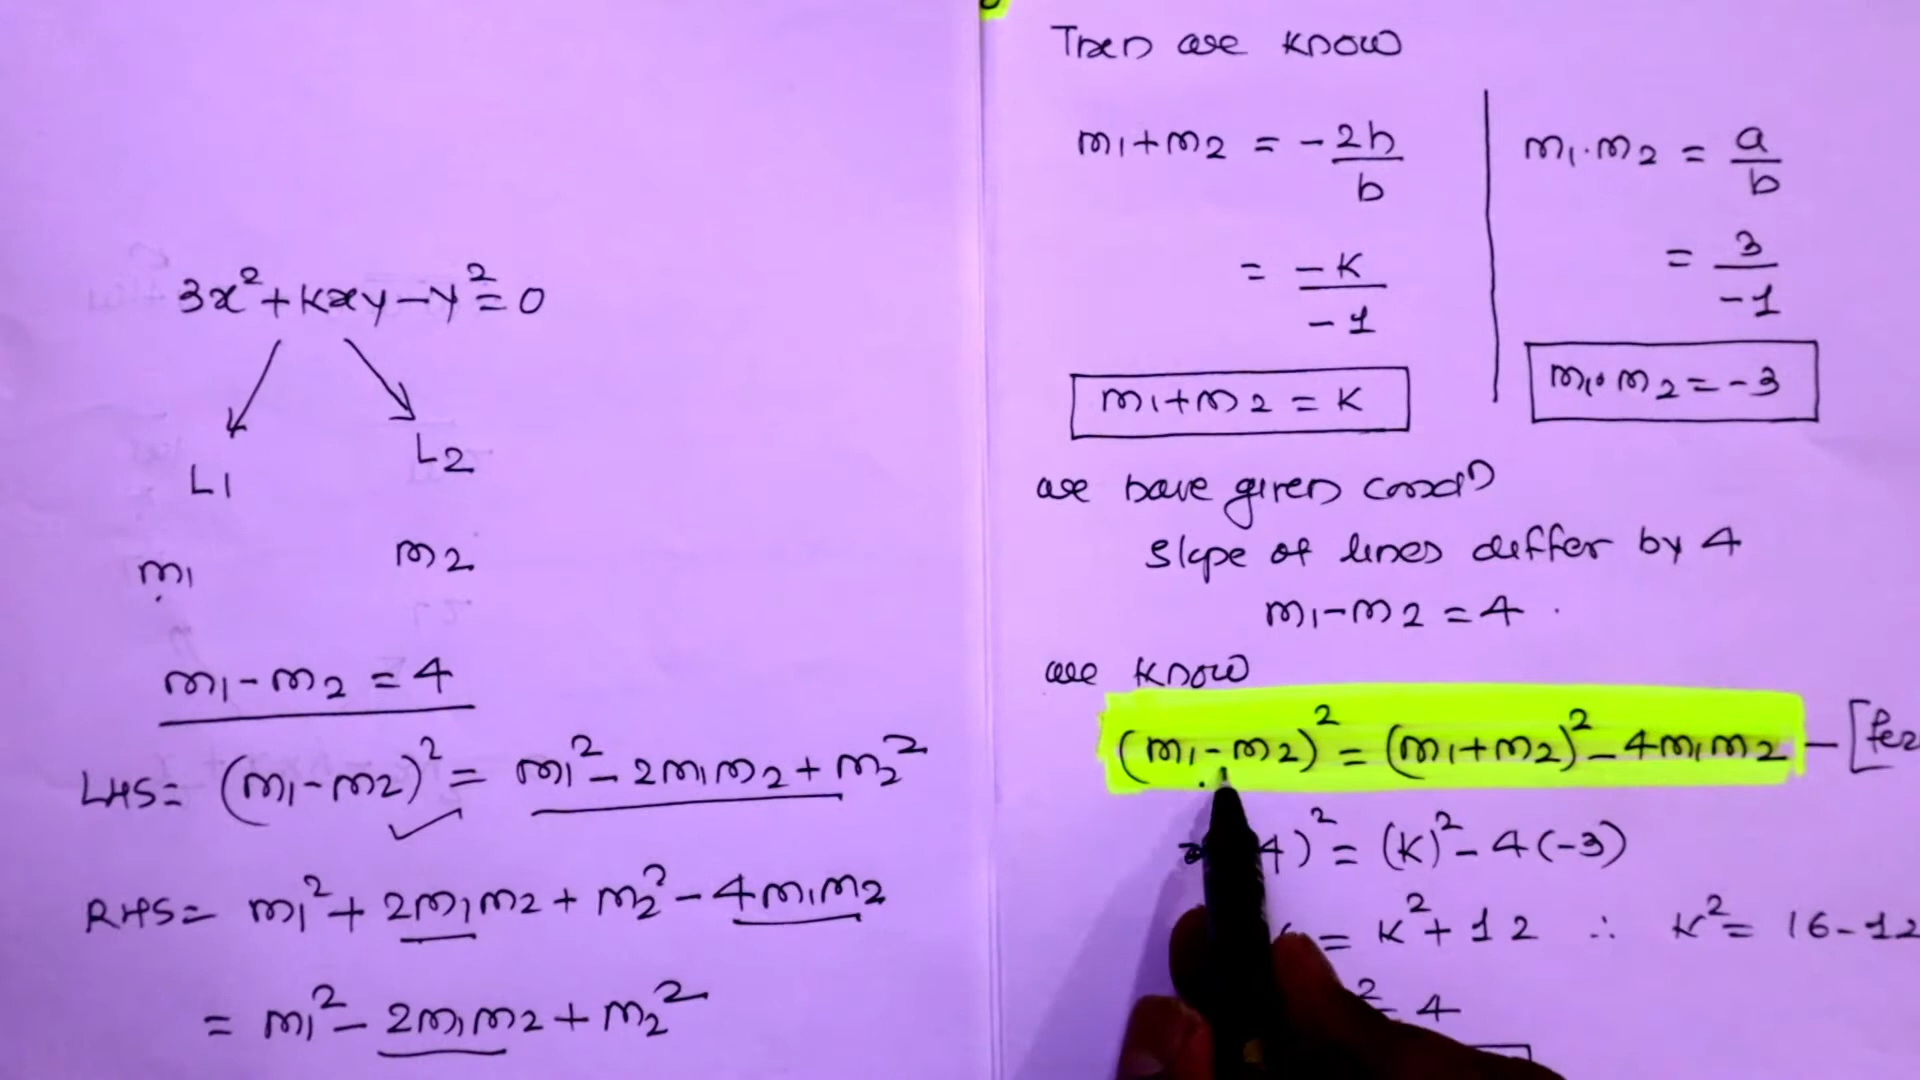 3x²+kxy-y²=0
L1 L2
m1 m2
m1-m2=4
LHS= (m1-m2)²= m1²-2m1m2+m2²
RHS= m1²+2m1m2+m2²-4m1m2
= m1²-2m1m2+m2²
Then we know
m1+m2 = -2h/b
= -k/-1
m1+m2 = k
m1.m2 = a/b
= 3/-1
m1.m2=-3
we have given condn
Slope of lines differ by 4
m1-m2=4.
we know
(m1-m2)²=(m1+m2)²-4m1m2 -
4)²=(k)²-4(-3)
= k²+12 ∴ k²= 16-12
²= 4